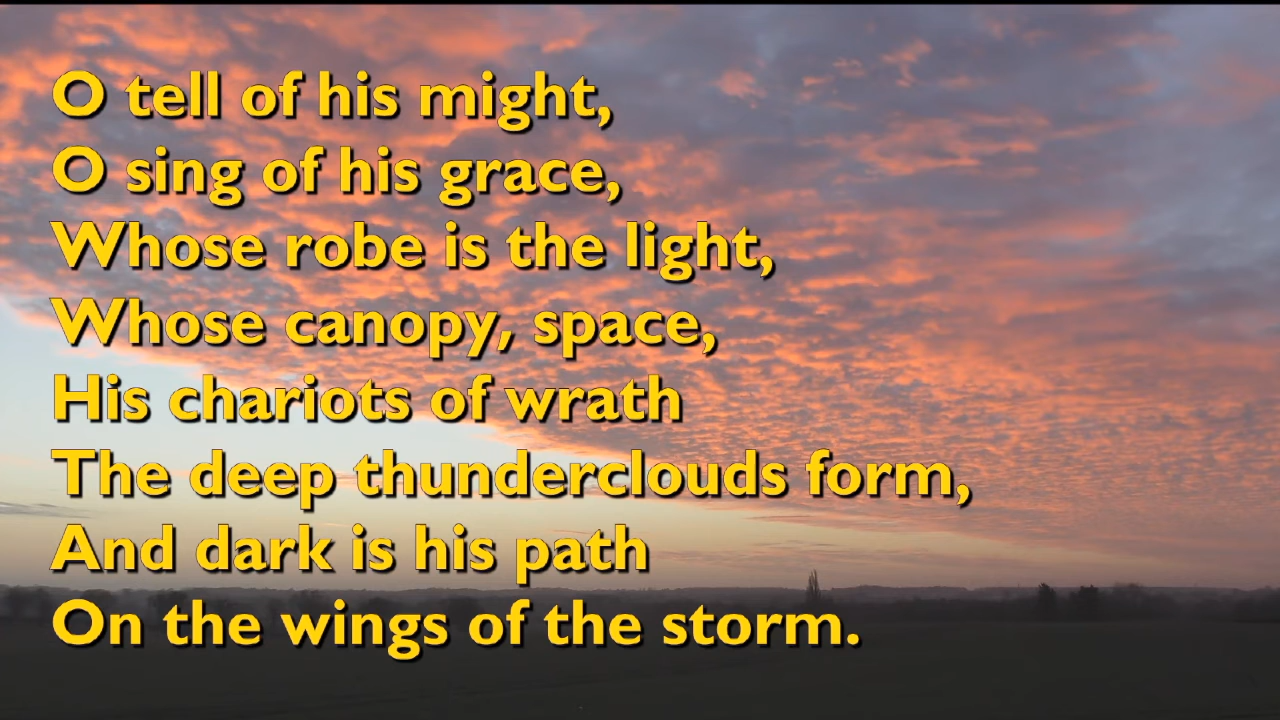 O tell of his might,
O sing of his grace,
Whose robe is the light,
Whose canopy, space,
His chariots of wrath
The deep thunderclouds form,
And dark is his path
On the wings of the storm.